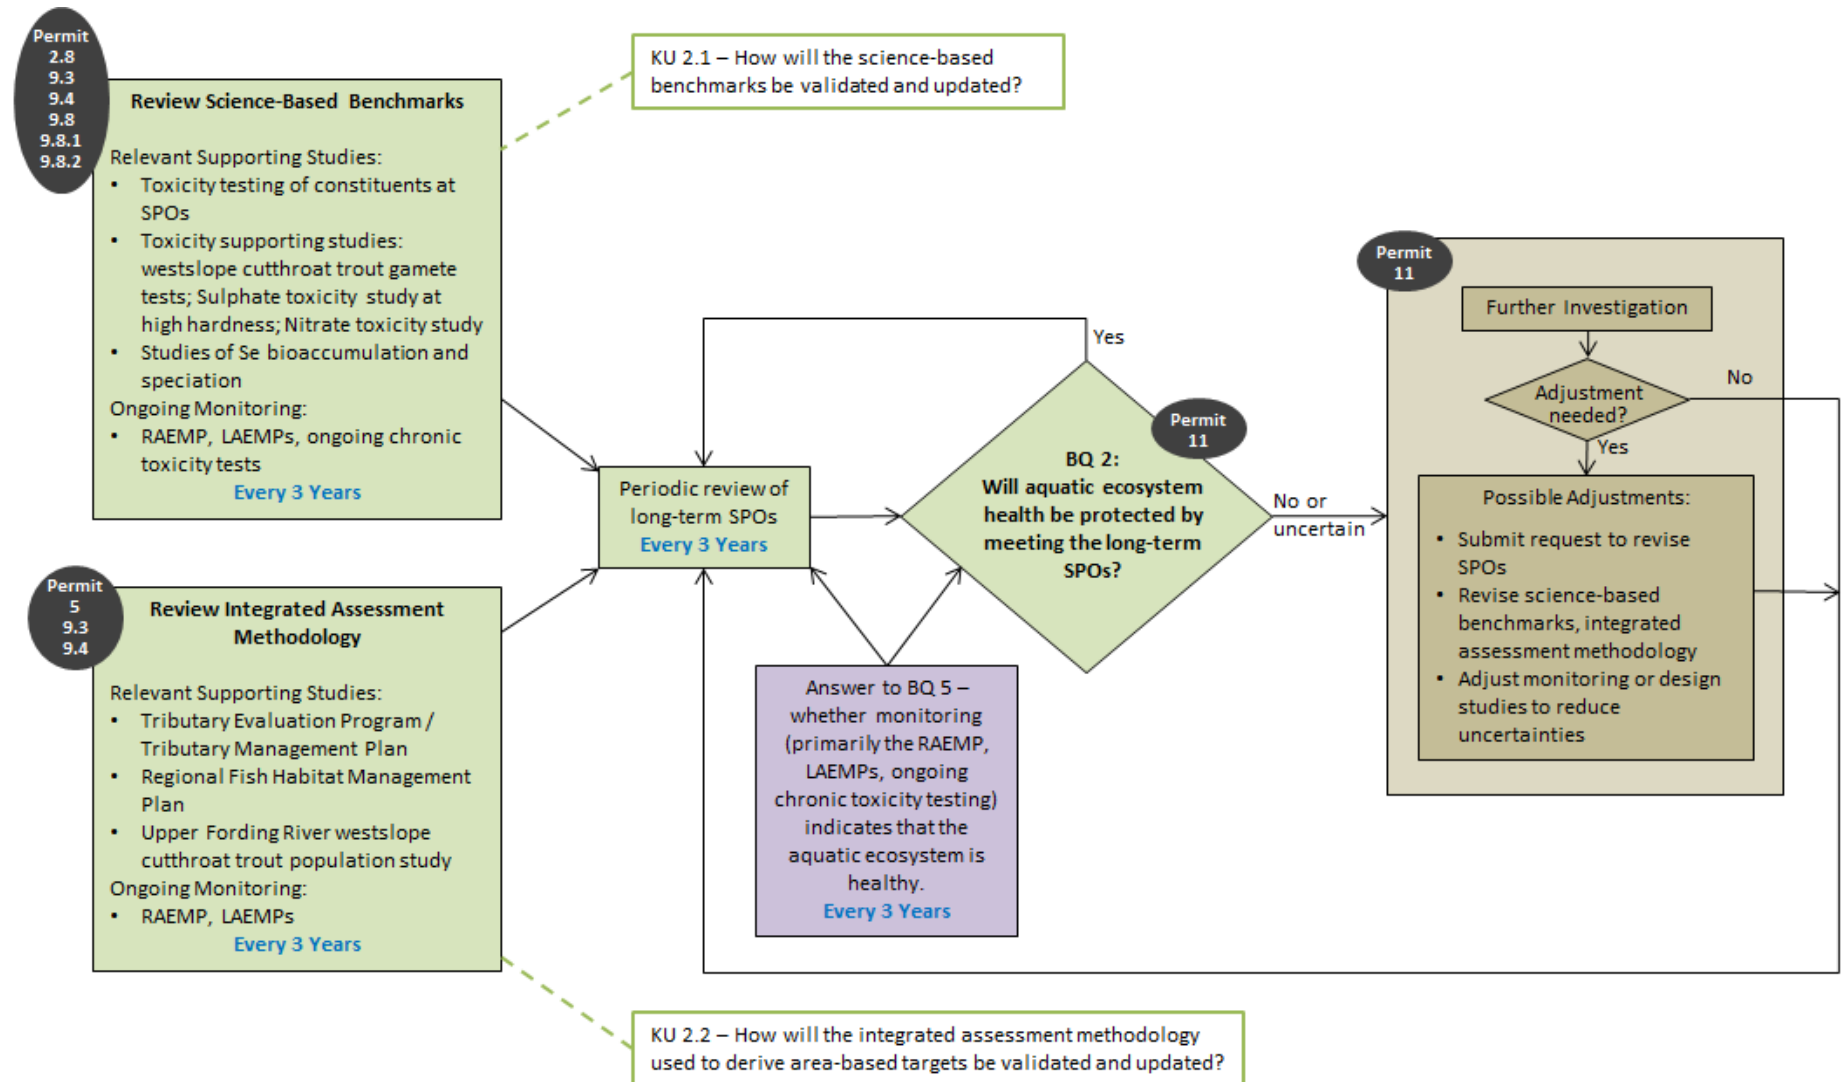 Permit
2.8
9.3
9.4
9.8
9.8.1
9.8.2
Review Science-Based Benchmarks
Relevant Supporting Studies:
• Toxicity testing of constituents at
SPOs
• Toxicity supporting studies:
westslope cutthroat trout gamete
tests; Sulphate toxicity study at
high hardness; Nitrate toxicity study
• Studies of Se bioaccumulation and
speciation
Ongoing Monitoring:
• RAEMP, LAEMPs, ongoing chronic
toxicity tests
Every 3 Years
KU 2.1 – How will the science-based
benchmarks be validated and updated?
Permit
5
9.3
9.4
Review Integrated Assessment
Methodology
Relevant Supporting Studies:
• Tributary Evaluation Program /
Tributary Management Plan
• Regional Fish Habitat Management
Plan
• Upper Fording River westslope
cutthroat trout population study
Ongoing Monitoring:
• RAEMP, LAEMPs
Every 3 Years
KU 2.2 – How will the integrated assessment methodology
used to derive area-based targets be validated and updated?
Periodic review of
long-term SPOs
Every 3 Years
Yes
Permit
11
BQ 2:
Will aquatic ecosystem
health be protected by
meeting the long-term
SPOs?
No or
uncertain
Answer to BQ 5 –
whether monitoring
(primarily the RAEMP,
LAEMPs, ongoing
chronic toxicity testing)
indicates that the
aquatic ecosystem is
healthy.
Every 3 Years
Permit
11
Further Investigation
Adjustment
needed?
No
Yes
Possible Adjustments:
• Submit request to revise
SPOs
• Revise science-based
benchmarks, integrated
assessment methodology
• Adjust monitoring or design
studies to reduce
uncertainties